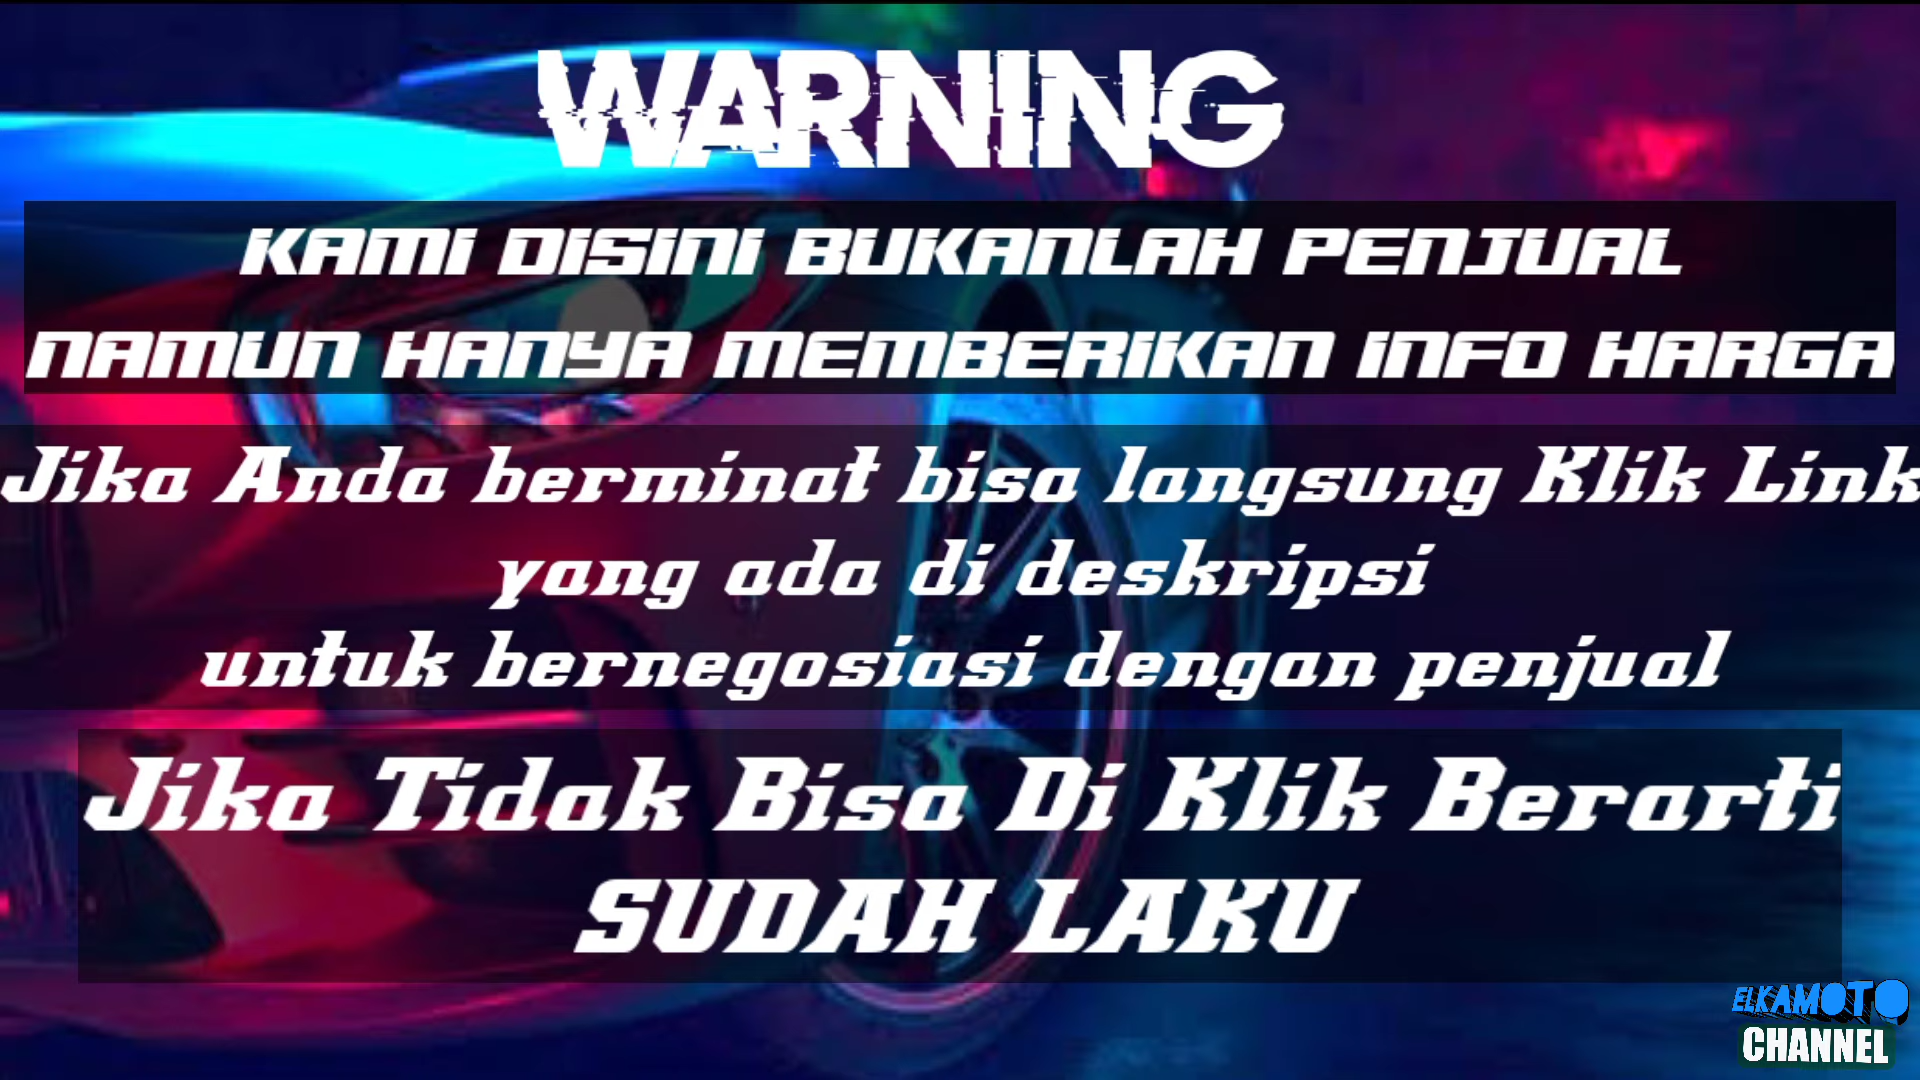 WARNING
KAMI DISINI BUKANLAH PENJUAL
NAMUN HANYA MEMBERIKAN INFO HARGA
Jika Anda berminat bisa langsung Klik Link
yang ada di deskripsi
untuk bernegosiasi dengan penjual
Jika Tidak Bisa Di Klik Berarti
SUDAH LAKU
ELKAMOTO
CHANNEL